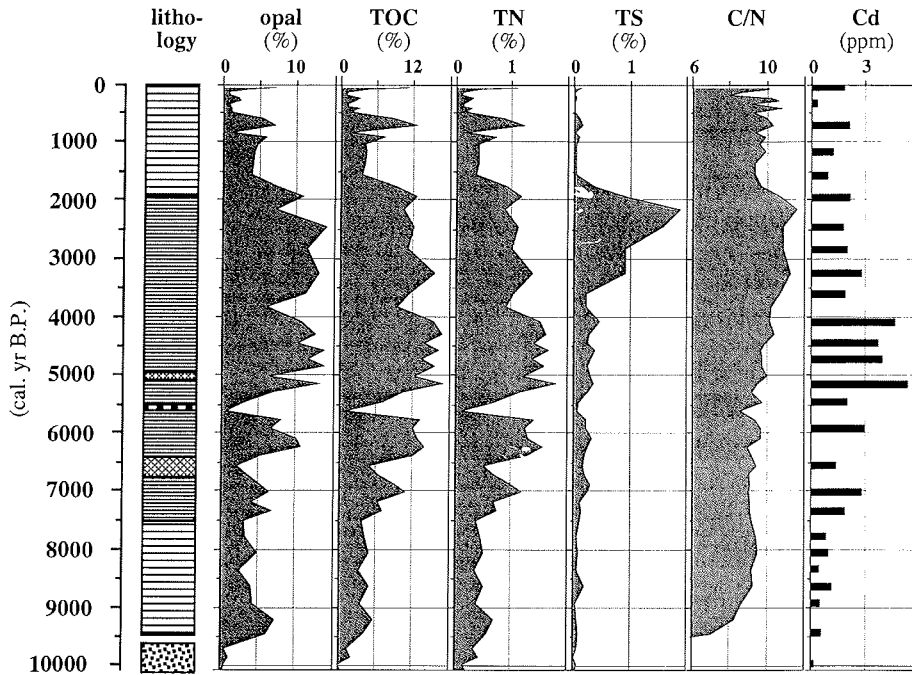 litho-
logy
opal
(%)
TOC
(%)
TN
(%)
TS
(%)
C/N
Cd
(ppm)
0 10
0 12
0 1
0 1
6 10
0 3
(cal. yr B.P.)
0
1000
2000
3000
4000
5000
6000
7000
8000
9000
10000